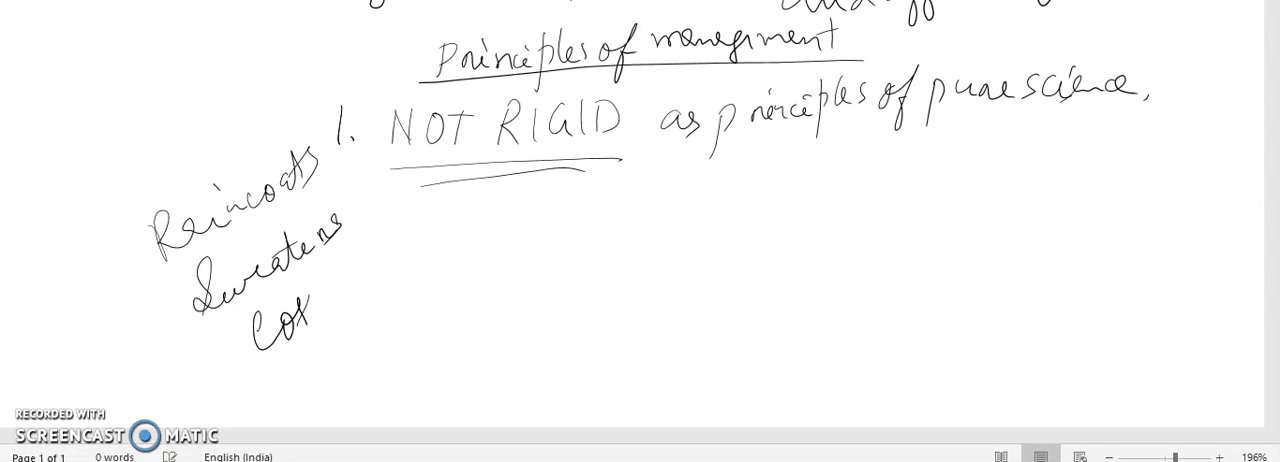 Principles of management
1. NOT RIGID as principles of pure science.
Raincoats
Sweaters
Cot
RECORDED WITH
SCREENCAST MATIC
Page 1 of 1 0 words English (India) 196%